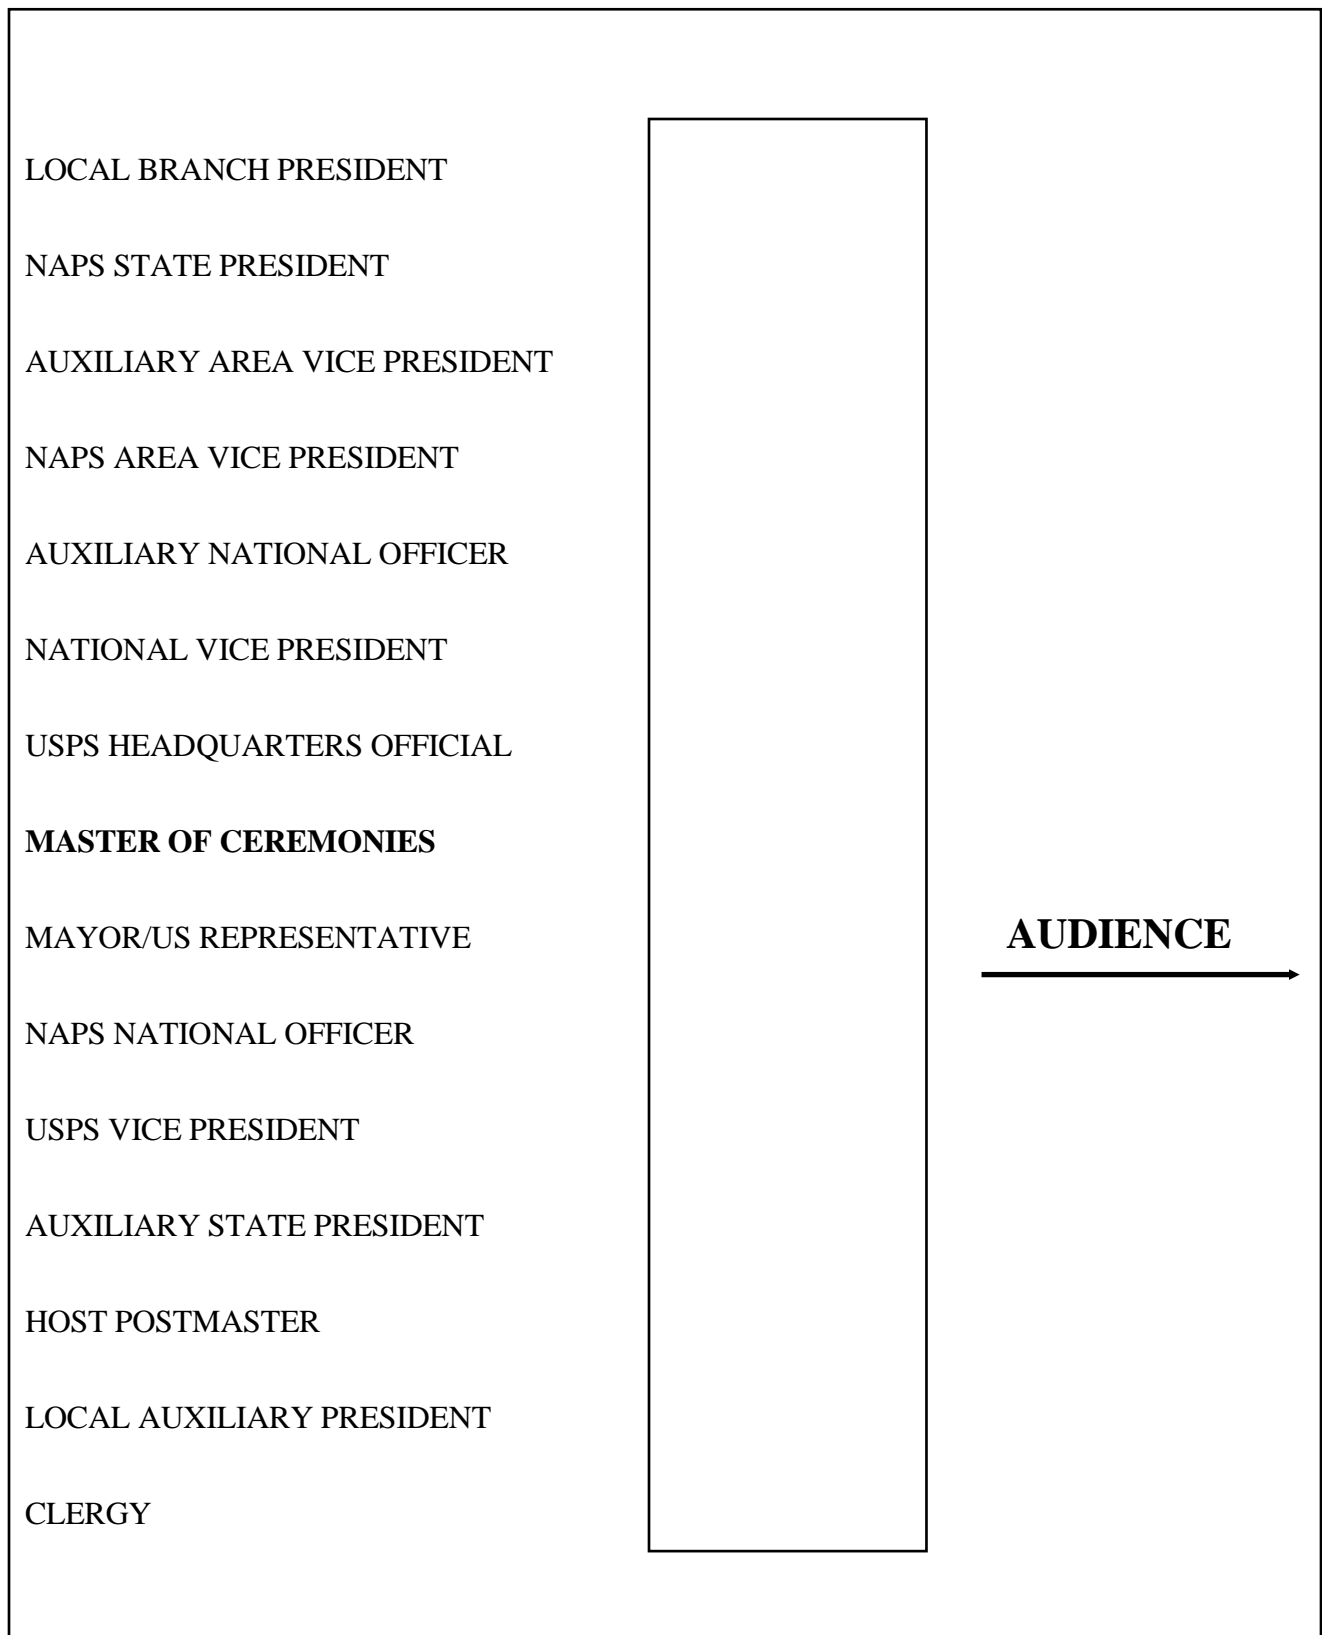 LOCAL BRANCH PRESIDENT
NAPS STATE PRESIDENT
AUXILIARY AREA VICE PRESIDENT
NAPS AREA VICE PRESIDENT
AUXILIARY NATIONAL OFFICER
NATIONAL VICE PRESIDENT
USPS HEADQUARTERS OFFICIAL
MASTER OF CEREMONIES
MAYOR/US REPRESENTATIVE
AUDIENCE
NAPS NATIONAL OFFICER
USPS VICE PRESIDENT
AUXILIARY STATE PRESIDENT
HOST POSTMASTER
LOCAL AUXILIARY PRESIDENT
CLERGY